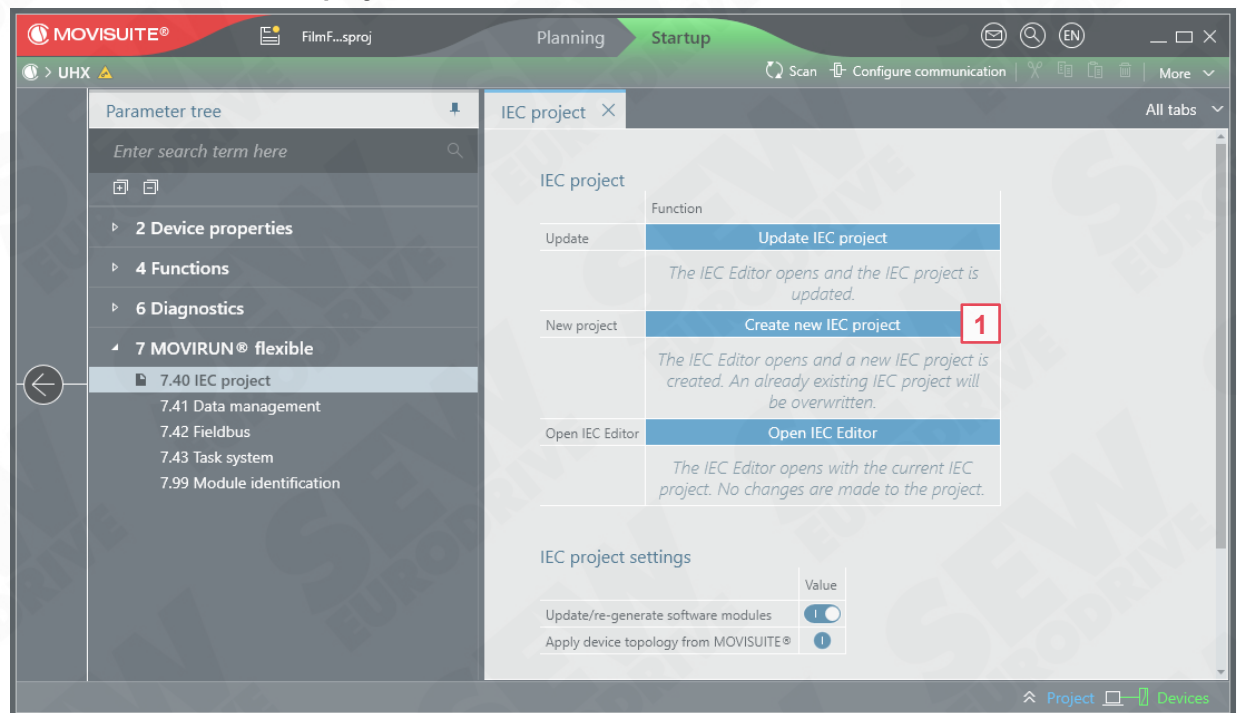 MOVISUITE®
FilmF...sproj
Planning
Startup
EN
> UHX
Scan
Configure communication
More
Parameter tree
IEC project
All tabs
Enter search term here
2 Device properties
4 Functions
6 Diagnostics
7 MOVIRUN® flexible
7.40 IEC project
7.41 Data management
7.42 Fieldbus
7.43 Task system
7.99 Module identification
IEC project
Function
Update
Update IEC project
The IEC Editor opens and the IEC project is
updated.
New project
Create new IEC project
1
The IEC Editor opens and a new IEC project is
created. An already existing IEC project will
be overwritten.
Open IEC Editor
Open IEC Editor
The IEC Editor opens with the current IEC
project. No changes are made to the project.
IEC project settings
Value
Update/re-generate software modules
Apply device topology from MOVISUITE®
Project
Devices
SEW
EURODRIVE